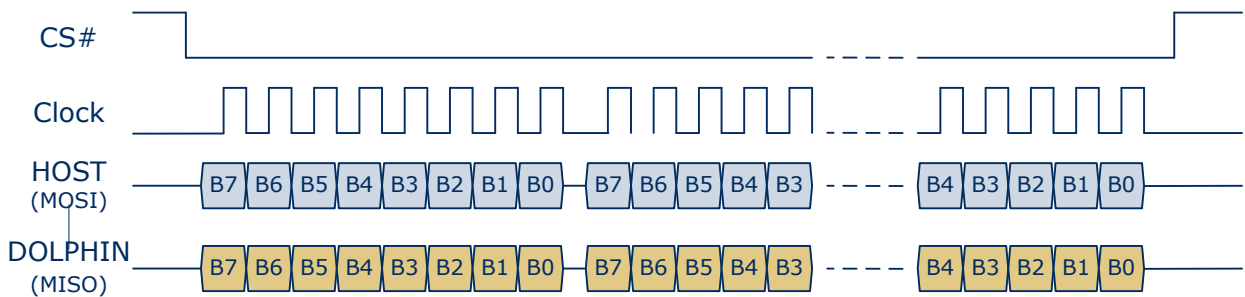 CS#
Clock
HOST
(MOSI)
B7 B6 B5 B4 B3 B2 B1 B0 B7 B6 B5 B4 B3 B4 B3 B2 B1 B0
DOLPHIN
(MISO)
B7 B6 B5 B4 B3 B2 B1 B0 B7 B6 B5 B4 B3 B4 B3 B2 B1 B0